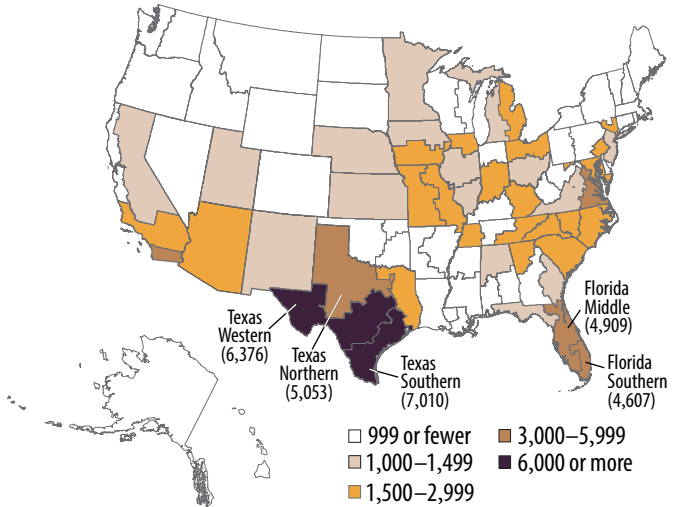 Texas
Western
(6,376)
Texas
Northern
(5,053)
Texas
Southern
(7,010)
Florida
Middle
(4,909)
Florida
Southern
(4,607)
999 or fewer
1,000–1,499
1,500–2,999
3,000–5,999
6,000 or more